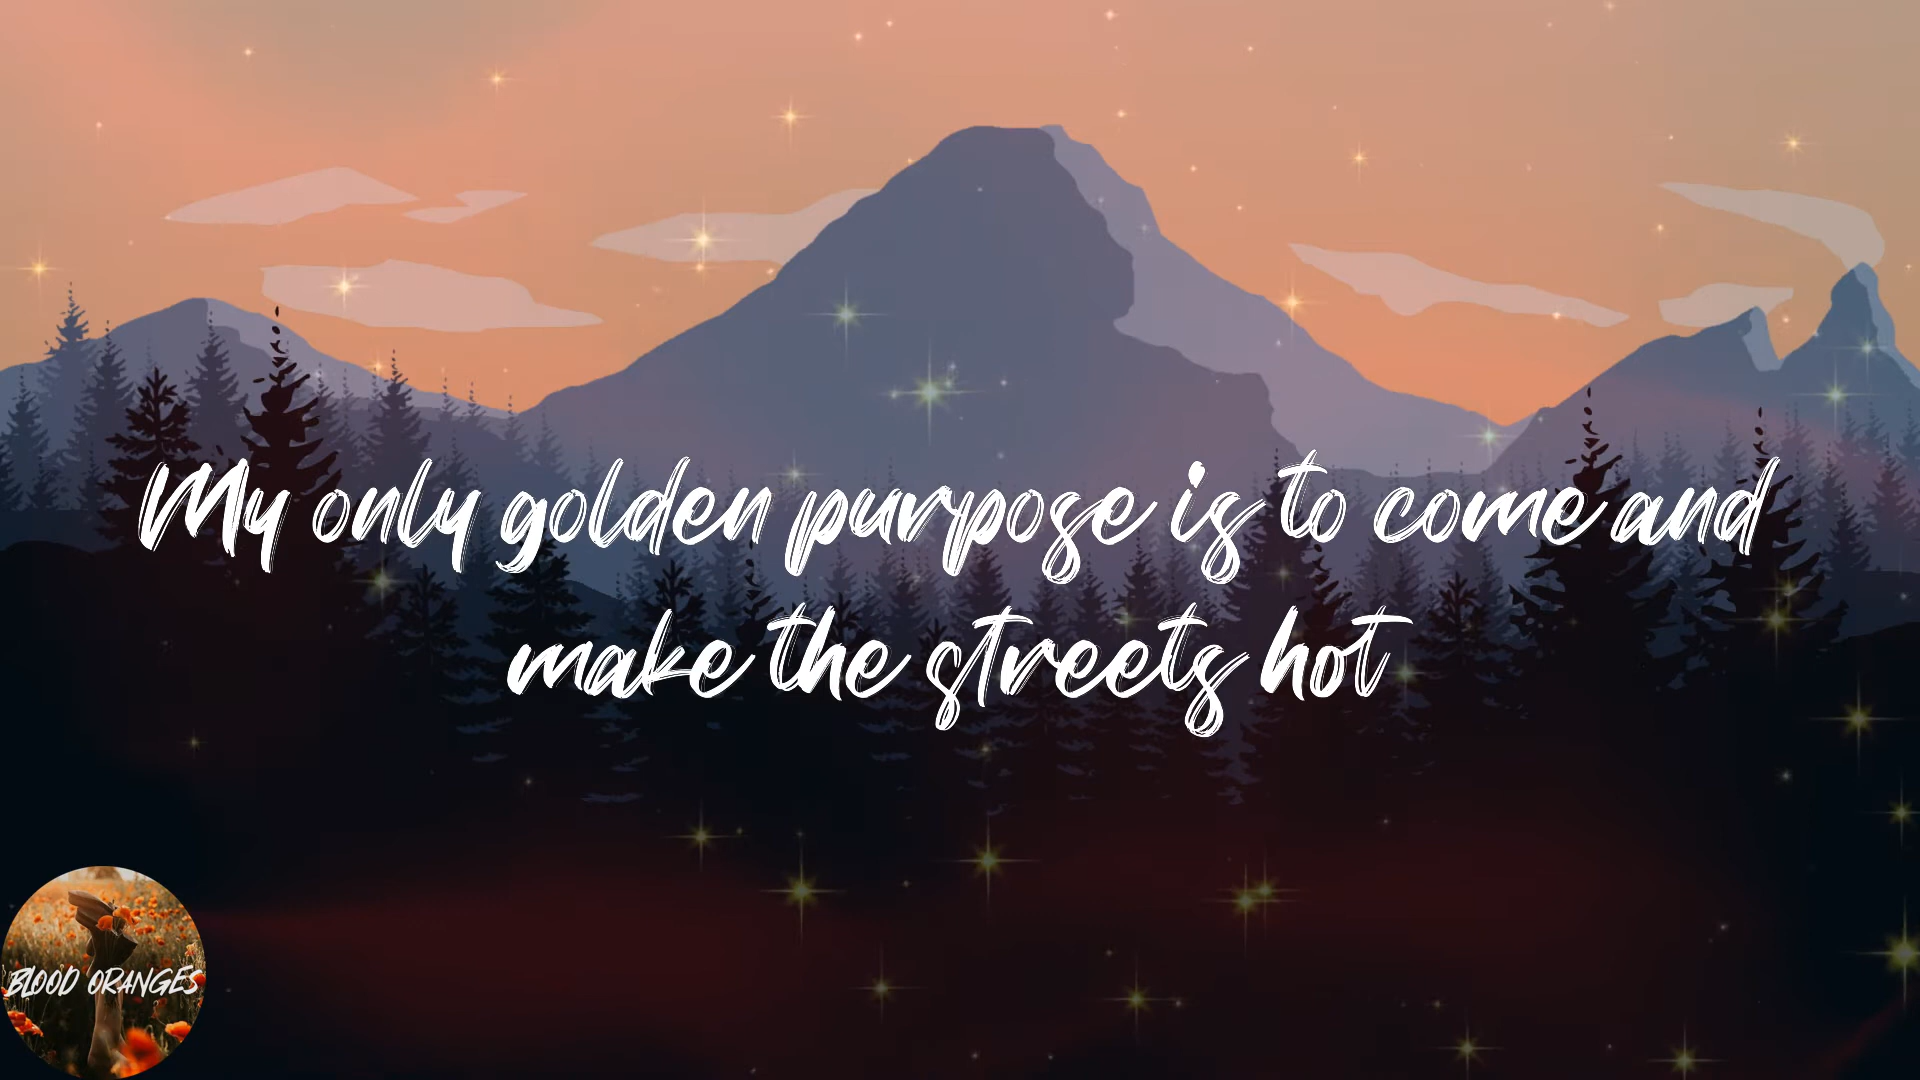 My only golden purpose is to come and
make the streets hot
BLOOD ORANGES